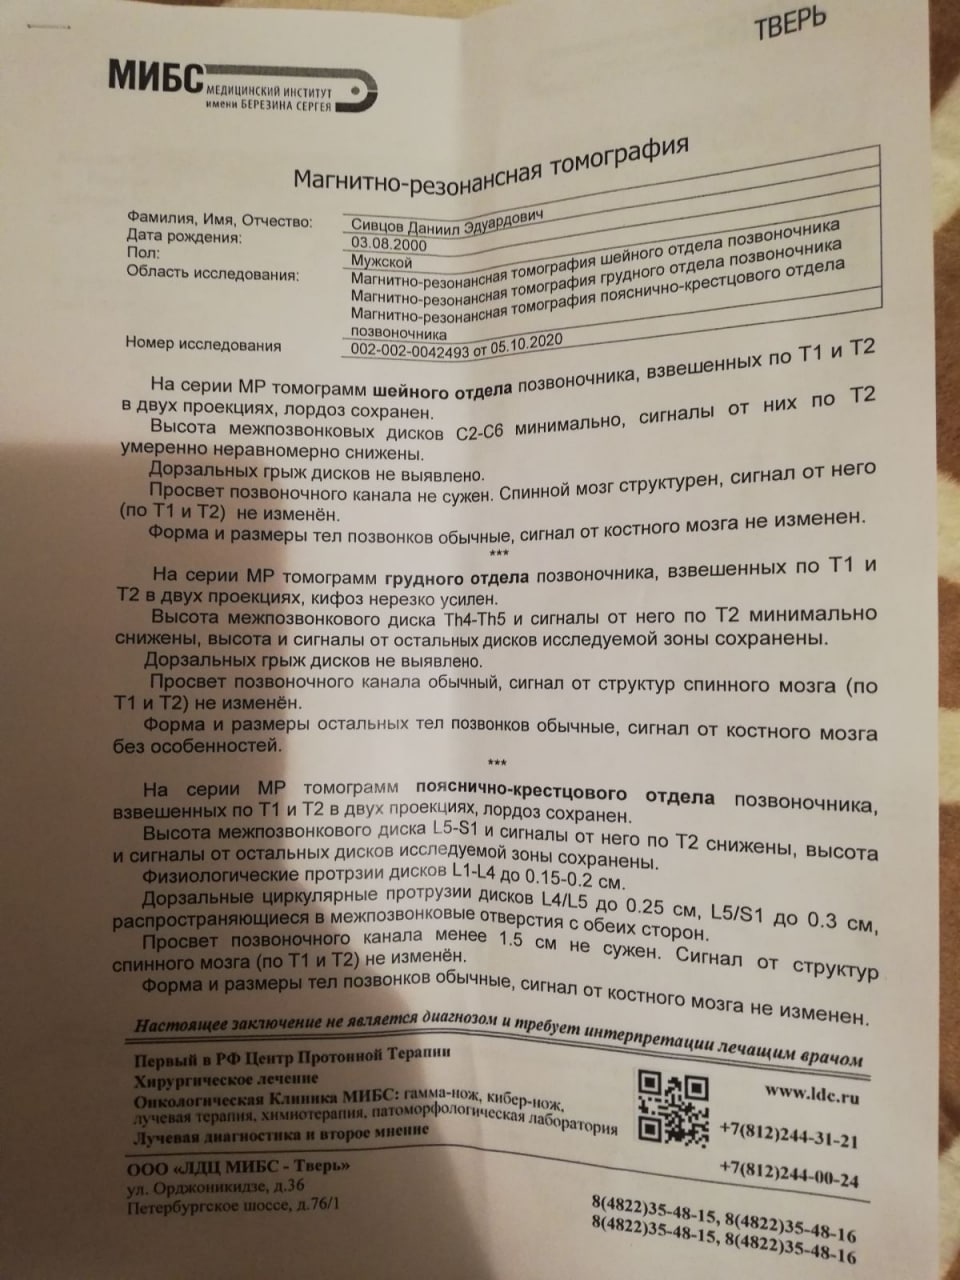 ТВЕРЬ
МИБС
МЕДИЦИНСКИЙ ИНСТИТУТ
имени БЕРЕЗИНА СЕРГЕЯ
Магнитно-резонансная томография
Фамилия, Имя, Отчество: Сивцов Даниил Эдуардович
Дата рождения: 03.08.2000
Пол: Мужской
Область исследования: Магнитно-резонансная томография шейного отдела позвоночника
Магнитно-резонансная томография грудного отдела позвоночника
Магнитно-резонансная томография пояснично-крестцового отдела
позвоночника
Номер исследования 002-002-0042493 от 05.10.2020
На серии МР томограмм шейного отдела позвоночника, взвешенных по Т1 и Т2
в двух проекциях, лордоз сохранен.
Высота межпозвонковых дисков С2-С6 минимально, сигналы от них по Т2
умеренно неравномерно снижены.
Дорзальных грыж дисков не выявлено.
Просвет позвоночного канала не сужен. Спинной мозг структурен, сигнал от него
(по Т1 и Т2) не изменён.
Форма и размеры тел позвонков обычные, сигнал от костного мозга не изменен.
***
На серии МР томограмм грудного отдела позвоночника, взвешенных по Т1 и
Т2 в двух проекциях, кифоз нерезко усилен.
Высота межпозвонкового диска Th4-Th5 и сигналы от него по Т2 минимально
снижены, высота и сигналы от остальных дисков исследуемой зоны сохранены.
Дорзальных грыж дисков не выявлено.
Просвет позвоночного канала обычный, сигнал от структур спинного мозга (по
Т1 и Т2) не изменён.
Форма и размеры остальных тел позвонков обычные, сигнал от костного мозга
без особенностей.
***
На серии МР томограмм пояснично-крестцового отдела позвоночника,
взвешенных по Т1 и Т2 в двух проекциях, лордоз сохранен.
Высота межпозвонкового диска L5-S1 и сигналы от него по Т2 снижены, высота
и сигналы от остальных дисков исследуемой зоны сохранены.
Физиологические протрзии дисков L1-L4 до 0.15-0.2 см.
Дорзальные циркулярные протрузии дисков L4/L5 до 0.25 см, L5/S1 до 0.3 см,
распространяющиеся в межпозвонковые отверстия с обеих сторон.
Просвет позвоночного канала менее 1.5 см не сужен. Сигнал от структур
спинного мозга (по Т1 и Т2) не изменён.
Форма и размеры тел позвонков обычные, сигнал от костного мозга не изменен.
Настоящее заключение не является диагнозом и требует интерпретации лечащим врачом
Первый в РФ Центр Протонной Терапии
Хирургическое лечение
Онкологическая Клиника МИБС: гамма-нож, кибер-нож,
лучевая терапия, химиотерапия, патоморфологическая лаборатория
Лучевая диагностика и второе мнение
www.ldc.ru
+7(812)244-31-21
+7(812)244-00-24
ООО «ЛДЦ МИБС - Тверь»
ул. Орджоникидзе, д.36
Петербургское шоссе, д.76/1
8(4822)35-48-15, 8(4822)35-48-16
8(4822)35-48-15, 8(4822)35-48-16